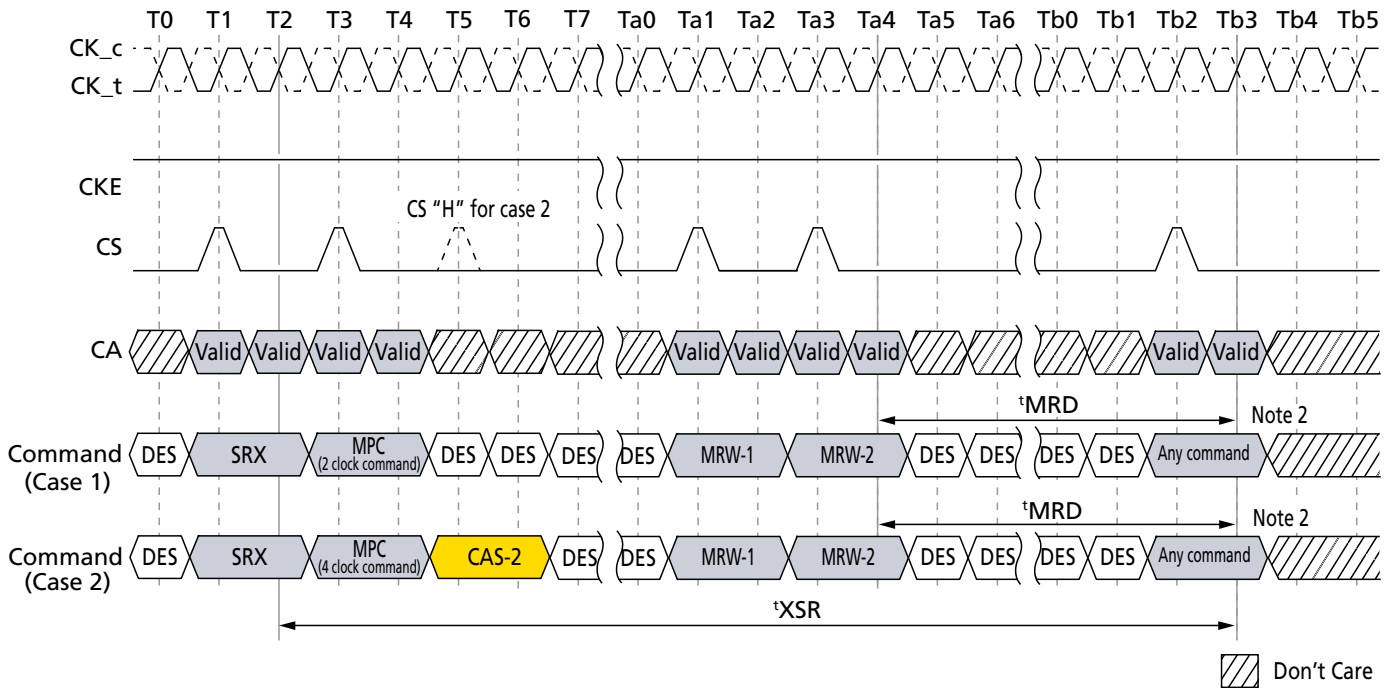 T0 T1 T2 T3 T4 T5 T6 T7 Ta0 Ta1 Ta2 Ta3 Ta4 Ta5 Ta6 Tb0 Tb1 Tb2 Tb3 Tb4 Tb5
CK_c
CK_t
CKE
CS "H" for case 2
CS
CA Valid Valid Valid Valid Valid Valid Valid Valid Valid Valid
tMRD Note 2
Command (Case 1) DES SRX MPC (2 clock command) DES DES DES DES MRW-1 MRW-2 DES DES DES DES Any command
tMRD Note 2
Command (Case 2) DES SRX MPC (4 clock command) CAS-2 DES DES MRW-1 MRW-2 DES DES DES DES Any command
tXSR
Don't Care